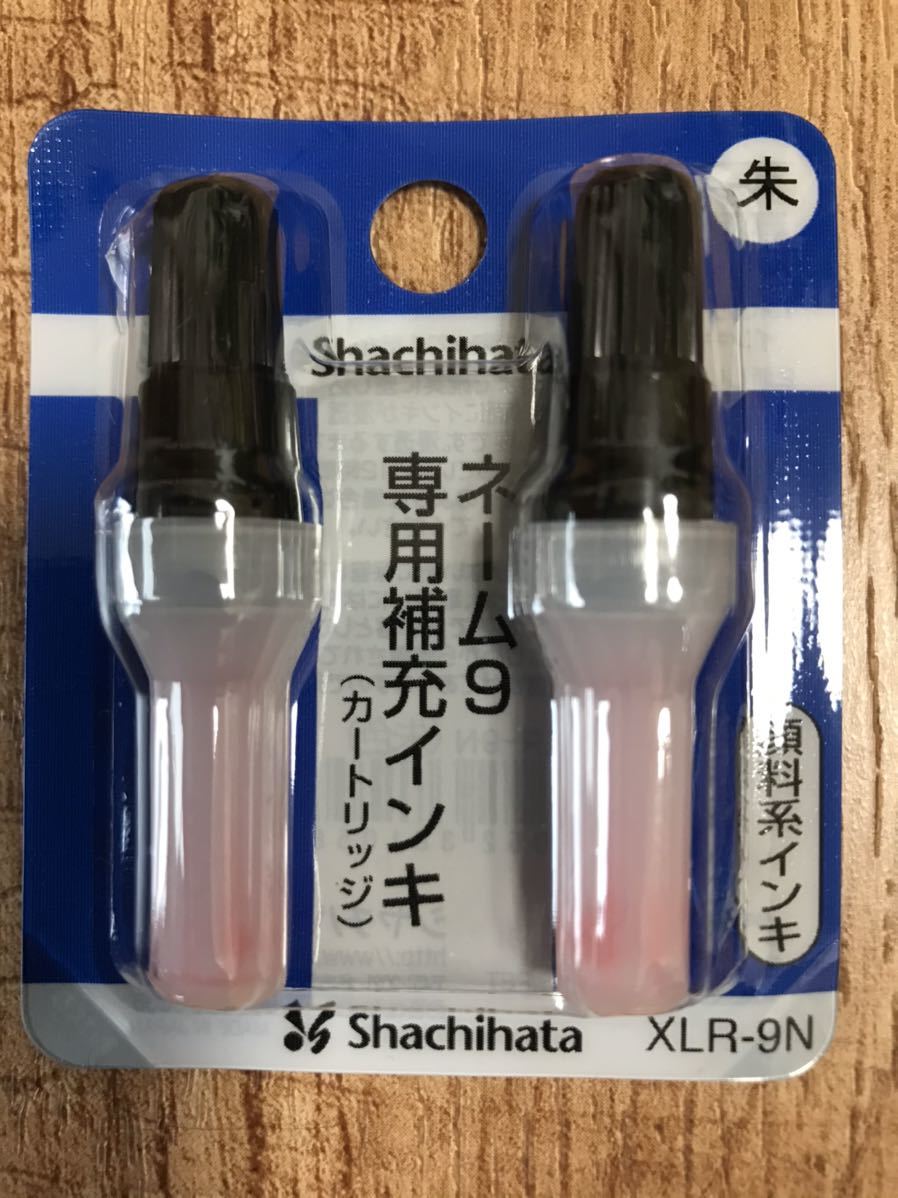 朱
Shachihata
ネーム9
専用補充インキ
(カートリッジ)
顔料系インキ
Shachihata
XLR-9N